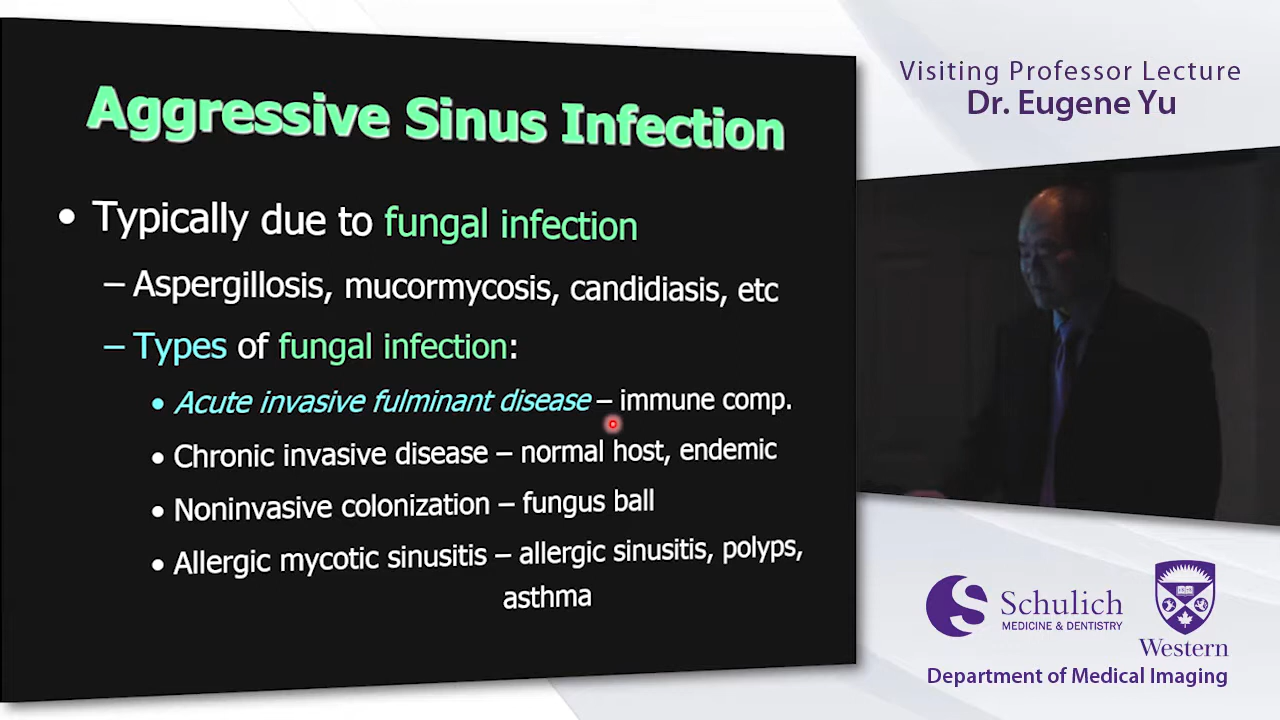 Aggressive Sinus Infection
• Typically due to fungal infection
– Aspergillosis, mucormycosis, candidiasis, etc
– Types of fungal infection:
• Acute invasive fulminant disease – immune comp.
• Chronic invasive disease – normal host, endemic
• Noninvasive colonization – fungus ball
• Allergic mycotic sinusitis – allergic sinusitis, polyps,
asthma
Visiting Professor Lecture
Dr. Eugene Yu
Schulich
MEDICINE & DENTISTRY
Western
Department of Medical Imaging